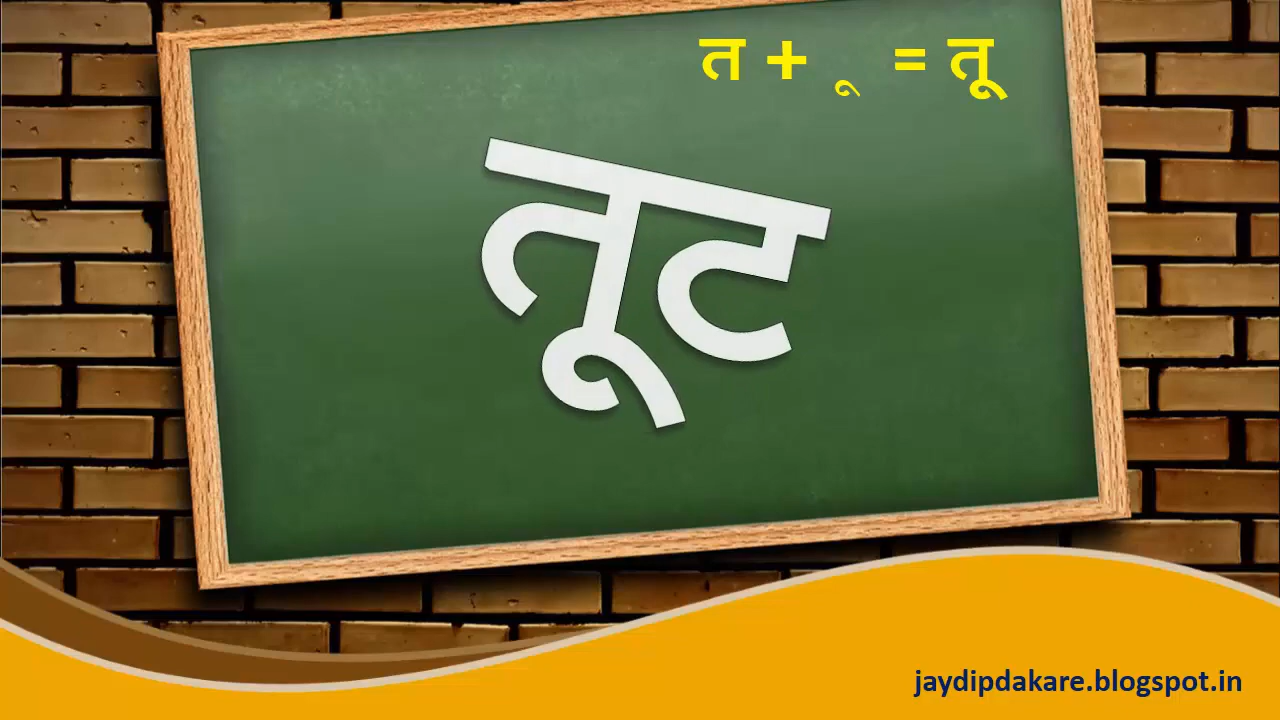 त + ू = तू
तूट
jaydipdakare.blogspot.in